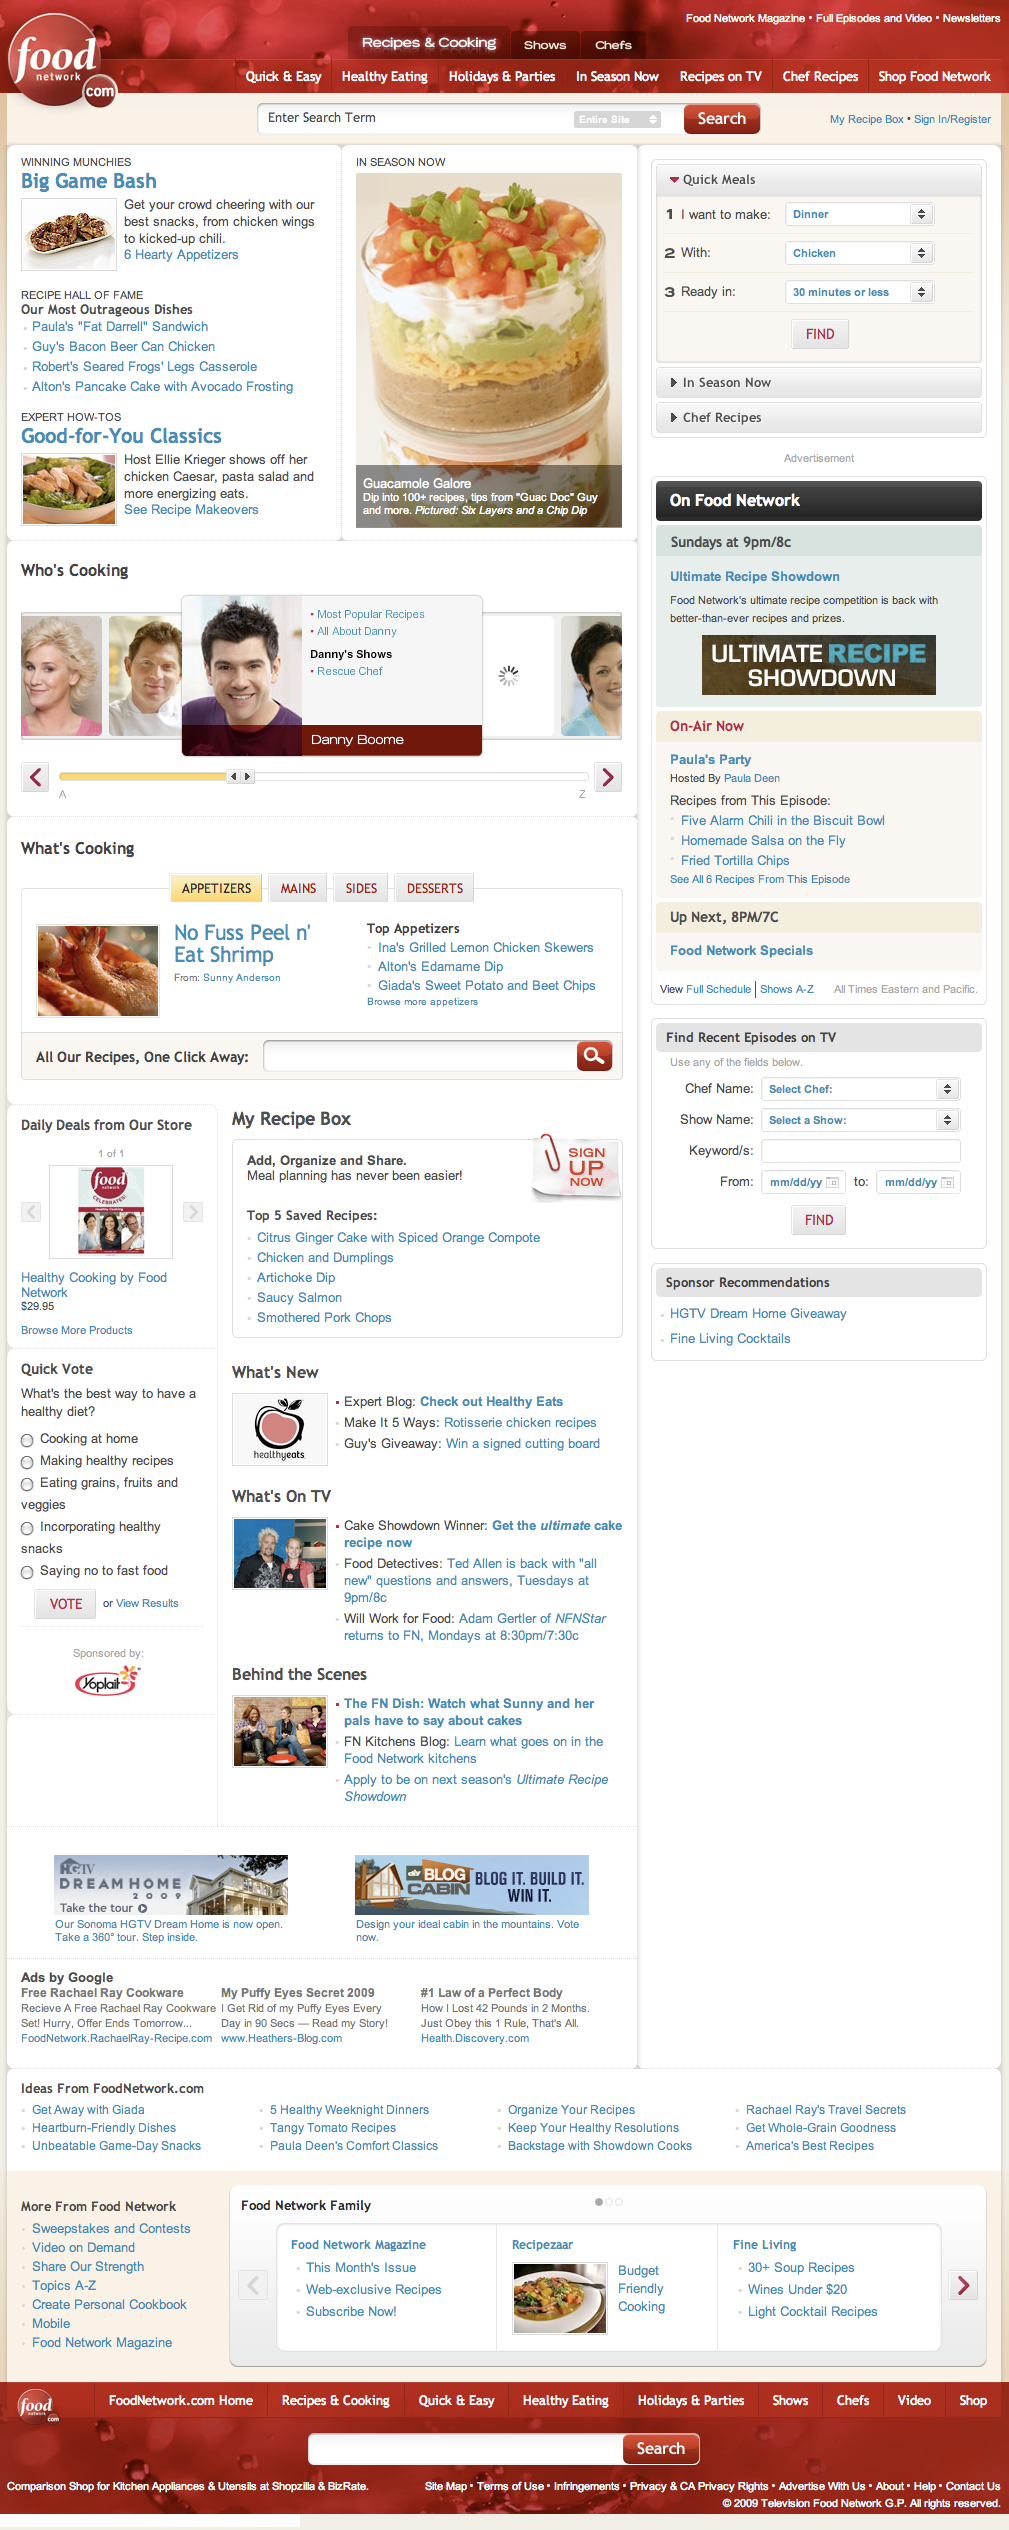 Food Network Magazine • Full Episodes and Video • Newsletters
food
network
com
Recipes & Cooking
Shows
Chefs
Quick & Easy
Healthy Eating
Holidays & Parties
In Season Now
Recipes on TV
Chef Recipes
Shop Food Network
Enter Search Term
Entire Site
Search
My Recipe Box • Sign In/Register
WINNING MUNCHIES
Big Game Bash
Get your crowd cheering with our
best snacks, from chicken wings
to kicked-up chili.
6 Hearty Appetizers
RECIPE HALL OF FAME
Our Most Outrageous Dishes
Paula's "Fat Darrell" Sandwich
Guy's Bacon Beer Can Chicken
Robert's Seared Frogs' Legs Casserole
Alton's Pancake Cake with Avocado Frosting
EXPERT HOW-TOS
Good-for-You Classics
Host Ellie Krieger shows off her
chicken Caesar, pasta salad and
more energizing eats.
See Recipe Makeovers
IN SEASON NOW
Guacamole Galore
Dip into 100+ recipes, tips from "Guac Doc" Guy
and more. Pictured: Six Layers and a Chip Dip
Quick Meals
1 I want to make: Dinner
2 With: Chicken
3 Ready in: 30 minutes or less
FIND
In Season Now
Chef Recipes
Advertisement
On Food Network
Sundays at 9pm/8c
Ultimate Recipe Showdown
Food Network's ultimate recipe competition is back with
better-than-ever recipes and prizes.
ULTIMATE RECIPE
SHOWDOWN
On-Air Now
Paula's Party
Hosted By Paula Deen
Recipes from This Episode:
Five Alarm Chili in the Biscuit Bowl
Homemade Salsa on the Fly
Fried Tortilla Chips
See All 6 Recipes From This Episode
Up Next, 8PM/7C
Food Network Specials
View Full Schedule | Shows A-Z
All Times Eastern and Pacific.
Who's Cooking
• Most Popular Recipes
• All About Danny
Danny's Shows
• Rescue Chef
Danny Boome
A
Z
What's Cooking
APPETIZERS
MAINS
SIDES
DESSERTS
No Fuss Peel n'
Eat Shrimp
From: Sunny Anderson
Top Appetizers
Ina's Grilled Lemon Chicken Skewers
Alton's Edamame Dip
Giada's Sweet Potato and Beet Chips
Browse more appetizers
All Our Recipes, One Click Away:
Find Recent Episodes on TV
Use any of the fields below.
Chef Name: Select Chef:
Show Name: Select a Show:
Keyword/s:
From: mm/dd/yy to: mm/dd/yy
FIND
Sponsor Recommendations
HGTV Dream Home Giveaway
Fine Living Cocktails
Daily Deals from Our Store
1 of 1
food
network
CELEBRATES!
Healthy Cooking
Healthy Cooking by Food
Network
$29.95
Browse More Products
Quick Vote
What's the best way to have a
healthy diet?
Cooking at home
Making healthy recipes
Eating grains, fruits and
veggies
Incorporating healthy
snacks
Saying no to fast food
VOTE or View Results
Sponsored by:
Yoplait
My Recipe Box
Add, Organize and Share.
Meal planning has never been easier!
SIGN
UP
NOW
Top 5 Saved Recipes:
Citrus Ginger Cake with Spiced Orange Compote
Chicken and Dumplings
Artichoke Dip
Saucy Salmon
Smothered Pork Chops
What's New
healthyeats
Expert Blog: Check out Healthy Eats
Make It 5 Ways: Rotisserie chicken recipes
Guy's Giveaway: Win a signed cutting board
What's On TV
Cake Showdown Winner: Get the ultimate cake
recipe now
Food Detectives: Ted Allen is back with "all
new" questions and answers, Tuesdays at
9pm/8c
Will Work for Food: Adam Gertler of NFNStar
returns to FN, Mondays at 8:30pm/7:30c
Behind the Scenes
The FN Dish: Watch what Sunny and her
pals have to say about cakes
FN Kitchens Blog: Learn what goes on in the
Food Network kitchens
Apply to be on next season's Ultimate Recipe
Showdown
HGTV
DREAM HOME
2009
Take the tour
Our Sonoma HGTV Dream Home is now open.
Take a 360° tour. Step inside.
diy BLOG
CABIN
BLOG IT. BUILD IT.
WIN IT.
Design your ideal cabin in the mountains. Vote
now.
Ads by Google
Free Rachael Ray Cookware
Recieve A Free Rachael Ray Cookware
Set! Hurry, Offer Ends Tomorrow...
FoodNetwork.RachaelRay-Recipe.com
My Puffy Eyes Secret 2009
I Get Rid of my Puffy Eyes Every
Day in 90 Secs — Read my Story!
www.Heathers-Blog.com
#1 Law of a Perfect Body
How I Lost 42 Pounds in 2 Months.
Just Obey this 1 Rule, That's All.
Health.Discovery.com
Ideas From FoodNetwork.com
Get Away with Giada
Heartburn-Friendly Dishes
Unbeatable Game-Day Snacks
5 Healthy Weeknight Dinners
Tangy Tomato Recipes
Paula Deen's Comfort Classics
Organize Your Recipes
Keep Your Healthy Resolutions
Backstage with Showdown Cooks
Rachael Ray's Travel Secrets
Get Whole-Grain Goodness
America's Best Recipes
More From Food Network
Sweepstakes and Contests
Video on Demand
Share Our Strength
Topics A-Z
Create Personal Cookbook
Mobile
Food Network Magazine
Food Network Family
Food Network Magazine
This Month's Issue
Web-exclusive Recipes
Subscribe Now!
Recipezaar
Budget
Friendly
Cooking
Fine Living
30+ Soup Recipes
Wines Under $20
Light Cocktail Recipes
food
network
com
FoodNetwork.com Home
Recipes & Cooking
Quick & Easy
Healthy Eating
Holidays & Parties
Shows
Chefs
Video
Shop
Search
Comparison Shop for Kitchen Appliances & Utensils at Shopzilla & BizRate.
Site Map • Terms of Use • Infringements • Privacy & CA Privacy Rights • Advertise With Us • About • Help • Contact Us
© 2009 Television Food Network G.P. All rights reserved.